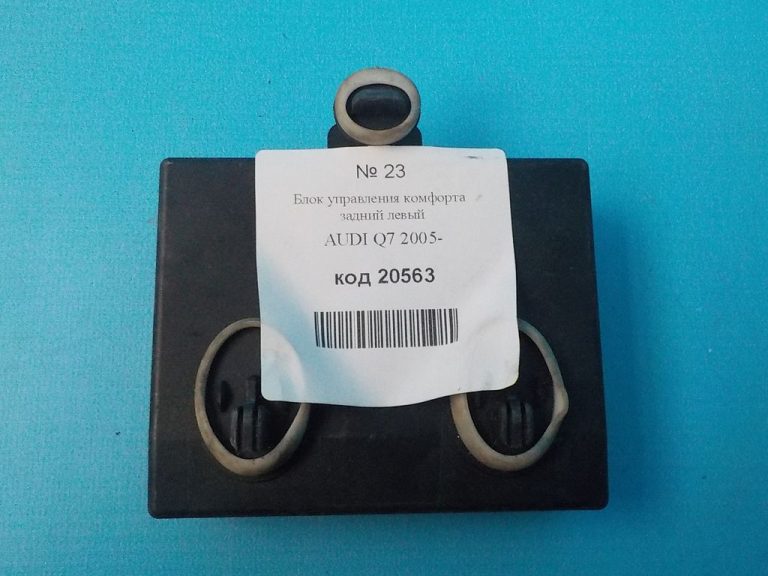 № 23
Блок управления комфорта
задний левый
AUDI Q7 2005-
код 20563